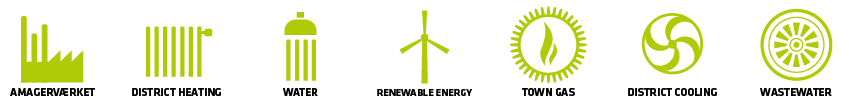 AMAGERVÆRKET
DISTRICT HEATING
WATER
RENEWABLE ENERGY
TOWN GAS
DISTRICT COOLING
WASTEWATER